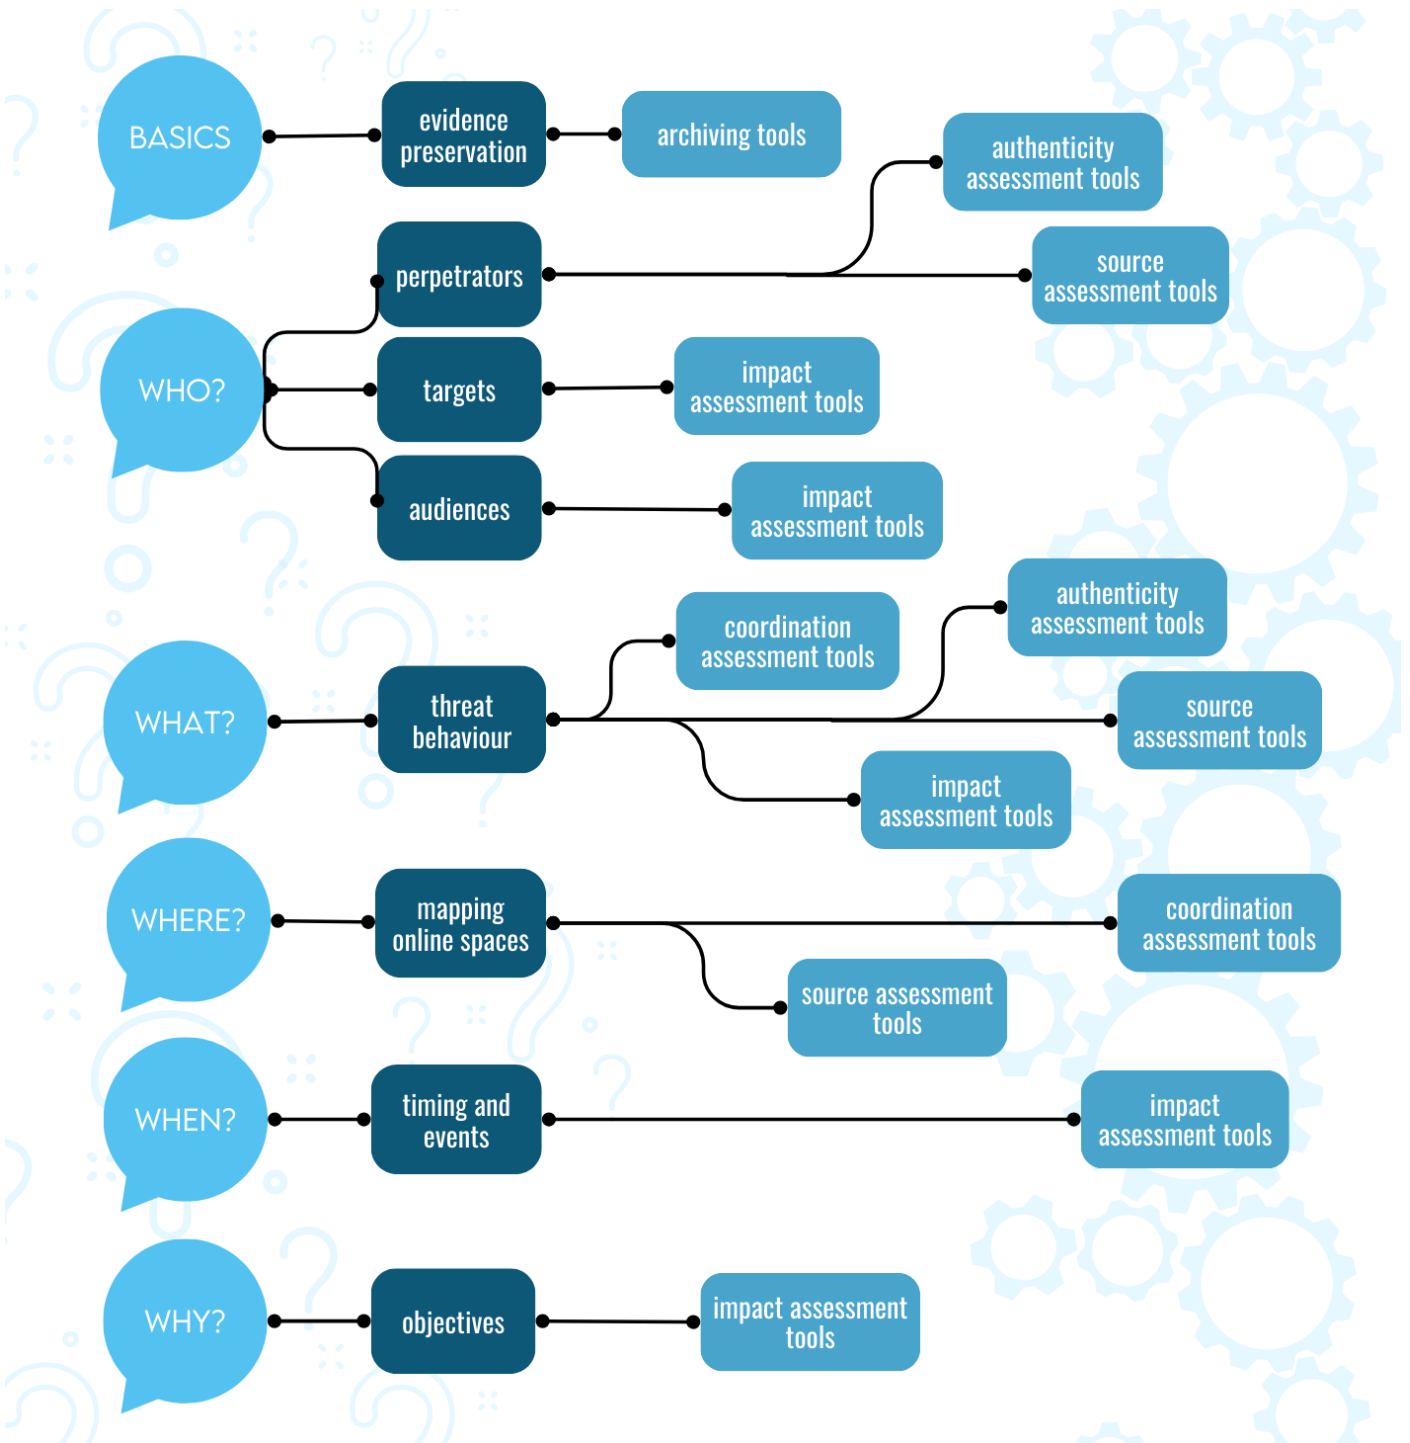 BASICS
evidence
preservation
archiving tools
authenticity
assessment tools
WHO?
perpetrators
source
assessment tools
targets
impact
assessment tools
audiences
impact
assessment tools
WHAT?
threat
behaviour
coordination
assessment tools
authenticity
assessment tools
source
assessment tools
impact
assessment tools
WHERE?
mapping
online spaces
coordination
assessment tools
source assessment
tools
WHEN?
timing and
events
impact
assessment tools
WHY?
objectives
impact assessment
tools